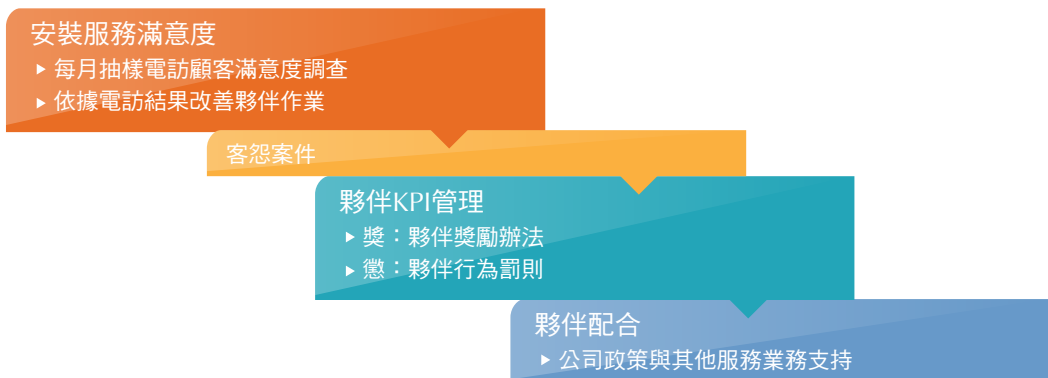 安裝服務滿意度
▶ 每月抽樣電訪顧客滿意度調查
▶ 依據電訪結果改善夥伴作業
客怨案件
夥伴KPI管理
▶ 獎：夥伴獎勵辦法
▶ 懲：夥伴行為罰則
夥伴配合
▶ 公司政策與其他服務業務支持